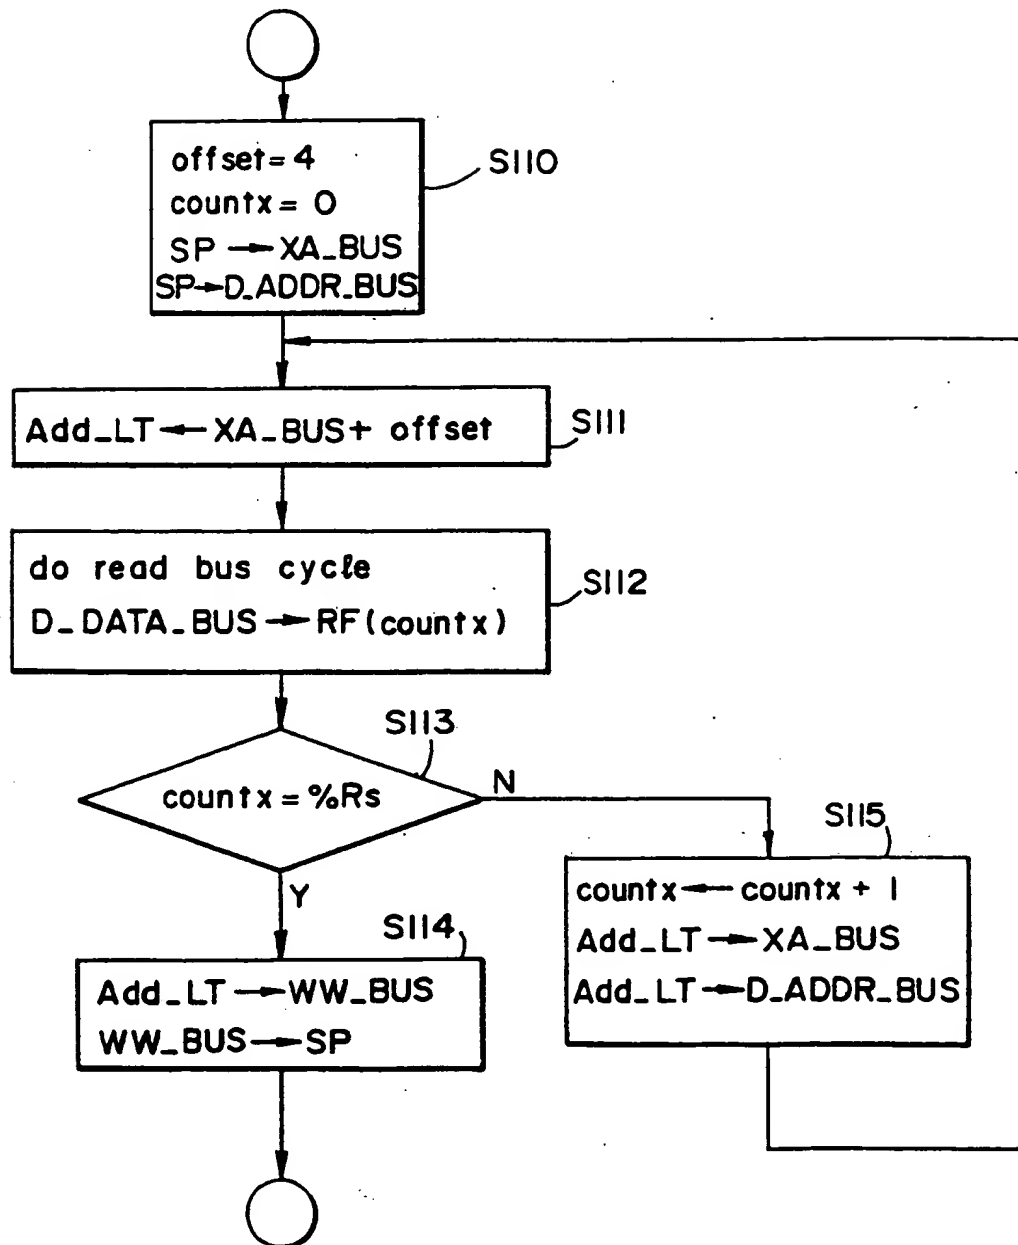 offset= 4
countx = 0
SP → XA_BUS
SP→D_ADDR_BUS
S110
Add_LT ← XA_BUS+ offset
S111
do read bus cycle
D_DATA_BUS → RF(countx)
S112
S113
countx = %Rs
N
Y
S115
countx ← countx + 1
Add_LT → XA_BUS
Add_LT → D_ADDR_BUS
S114
Add_LT → WW_BUS
WW_BUS → SP